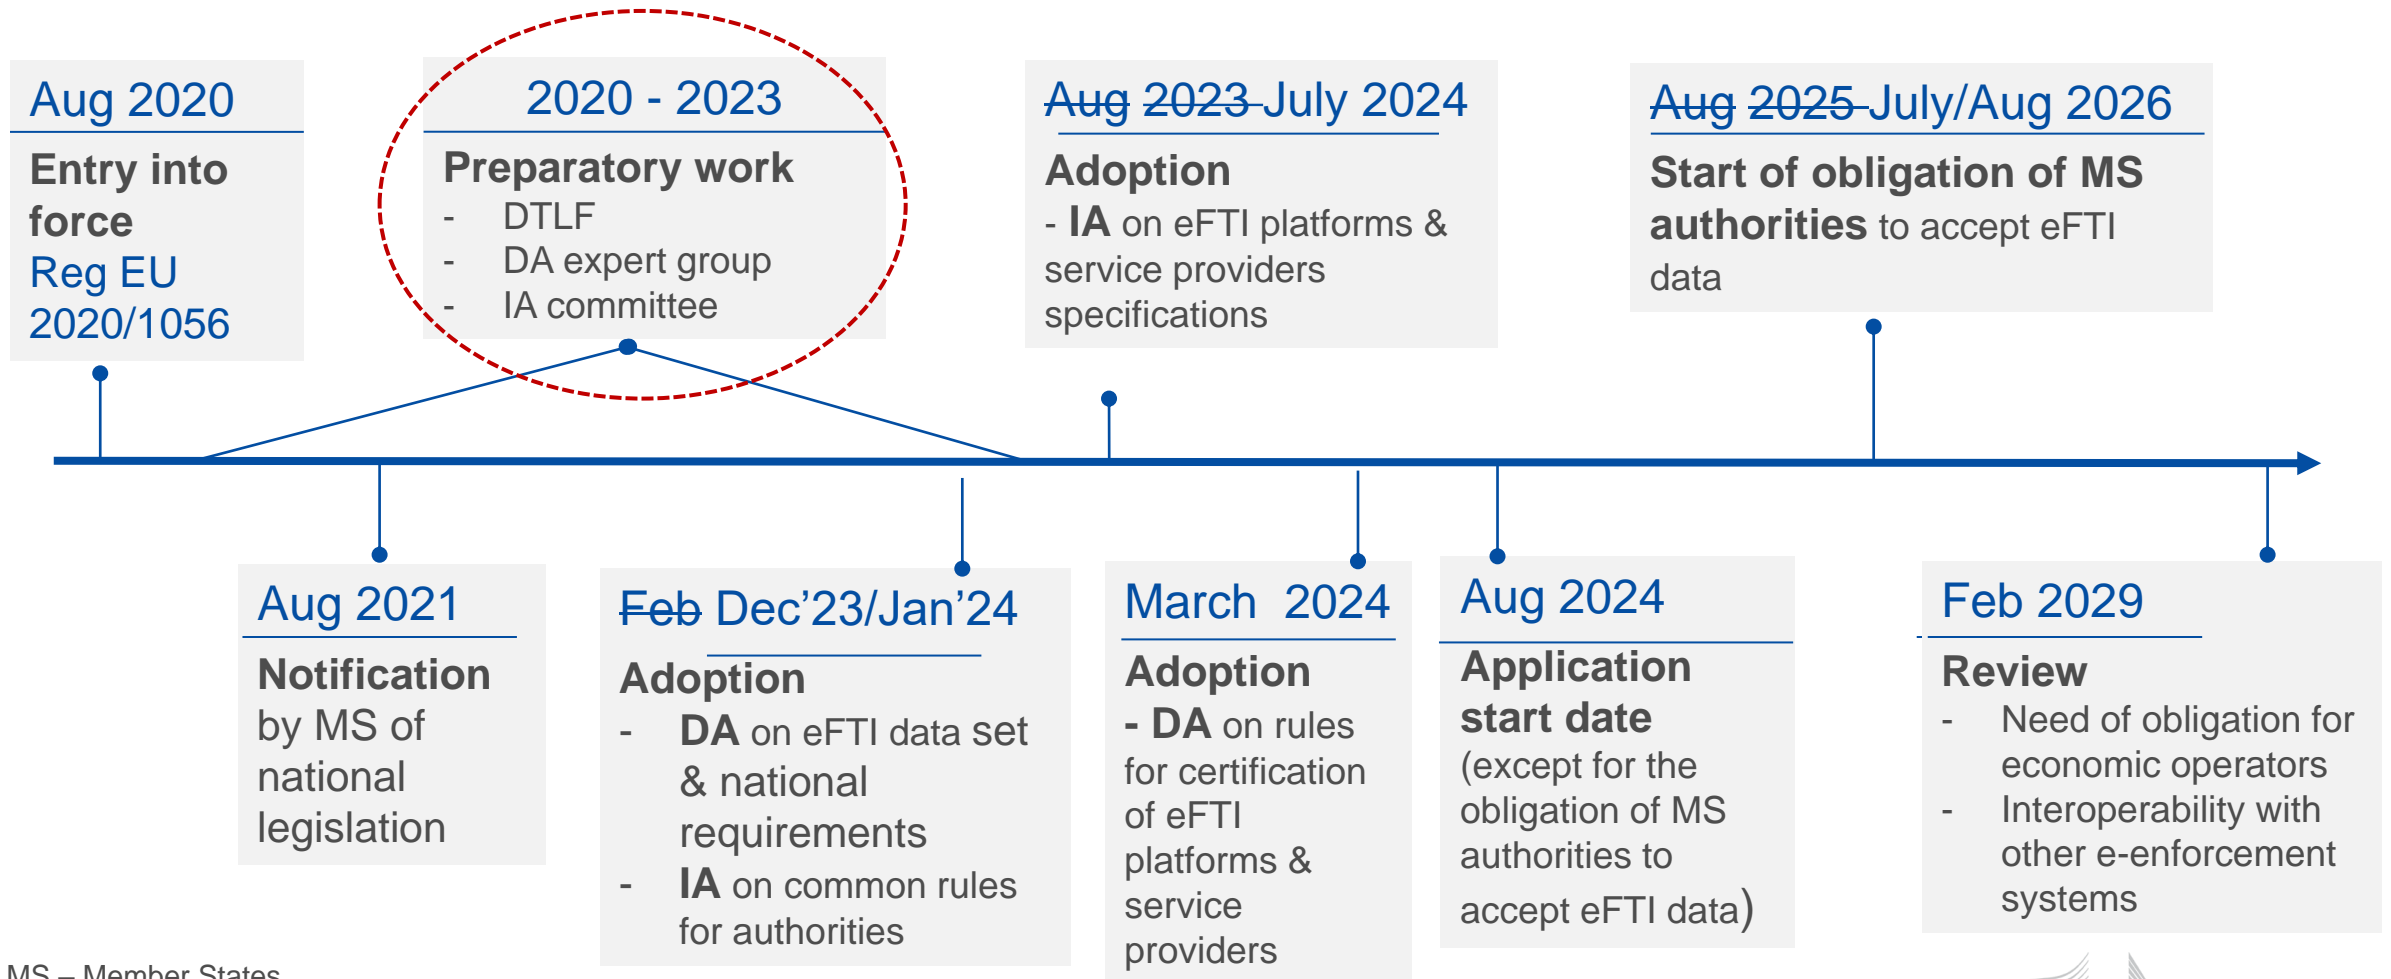 Aug 2020
Entry into
force
Reg EU
2020/1056
2020 - 2023
Preparatory work
- DTLF
- DA expert group
- IA committee
Aug 2023 July 2024
Adoption
- IA on eFTI platforms &
service providers
specifications
Aug 2025 July/Aug 2026
Start of obligation of MS
authorities to accept eFTI
data
Aug 2021
Notification
by MS of
national
legislation
Feb Dec’23/Jan’24
Adoption
- DA on eFTI data set
& national
requirements
- IA on common rules
for authorities
March 2024
Adoption
- DA on rules
for certification
of eFTI
platforms &
service
providers
Aug 2024
Application
start date
(except for the
obligation of MS
authorities to
accept eFTI data)
Feb 2029
Review
- Need of obligation for
economic operators
- Interoperability with
other e-enforcement
systems
MS – Member States